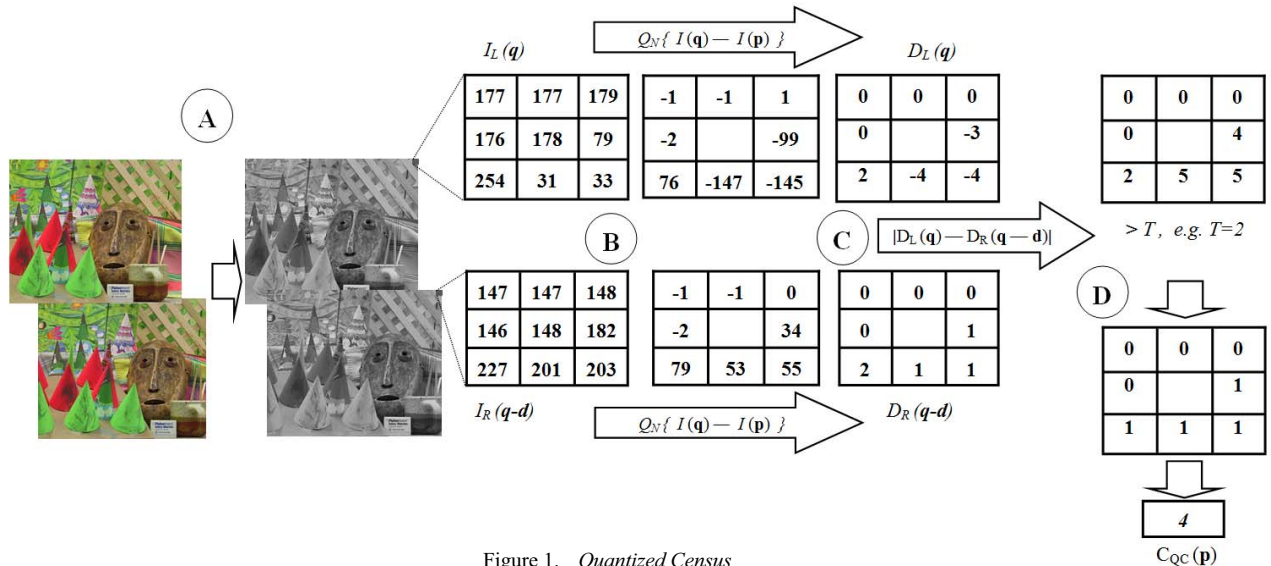 Q_N{ I(q) — I(p) }
I_L(q)
D_L(q)
A
177 177 179
176 178 79
254 31 33
-1 -1 1
-2 -99
76 -147 -145
0 0 0
0 -3
2 -4 -4
0 0 0
0 4
2 5 5
B
C
|D_L(q) — D_R(q — d)|
> T , e.g. T=2
147 147 148
146 148 182
227 201 203
-1 -1 0
-2 34
79 53 55
0 0 0
0 1
2 1 1
D
0 0 0
0 1
1 1 1
I_R(q-d)
Q_N{ I(q) — I(p) }
D_R(q-d)
4
C_QC(p)
Figure 1. Quantized Census